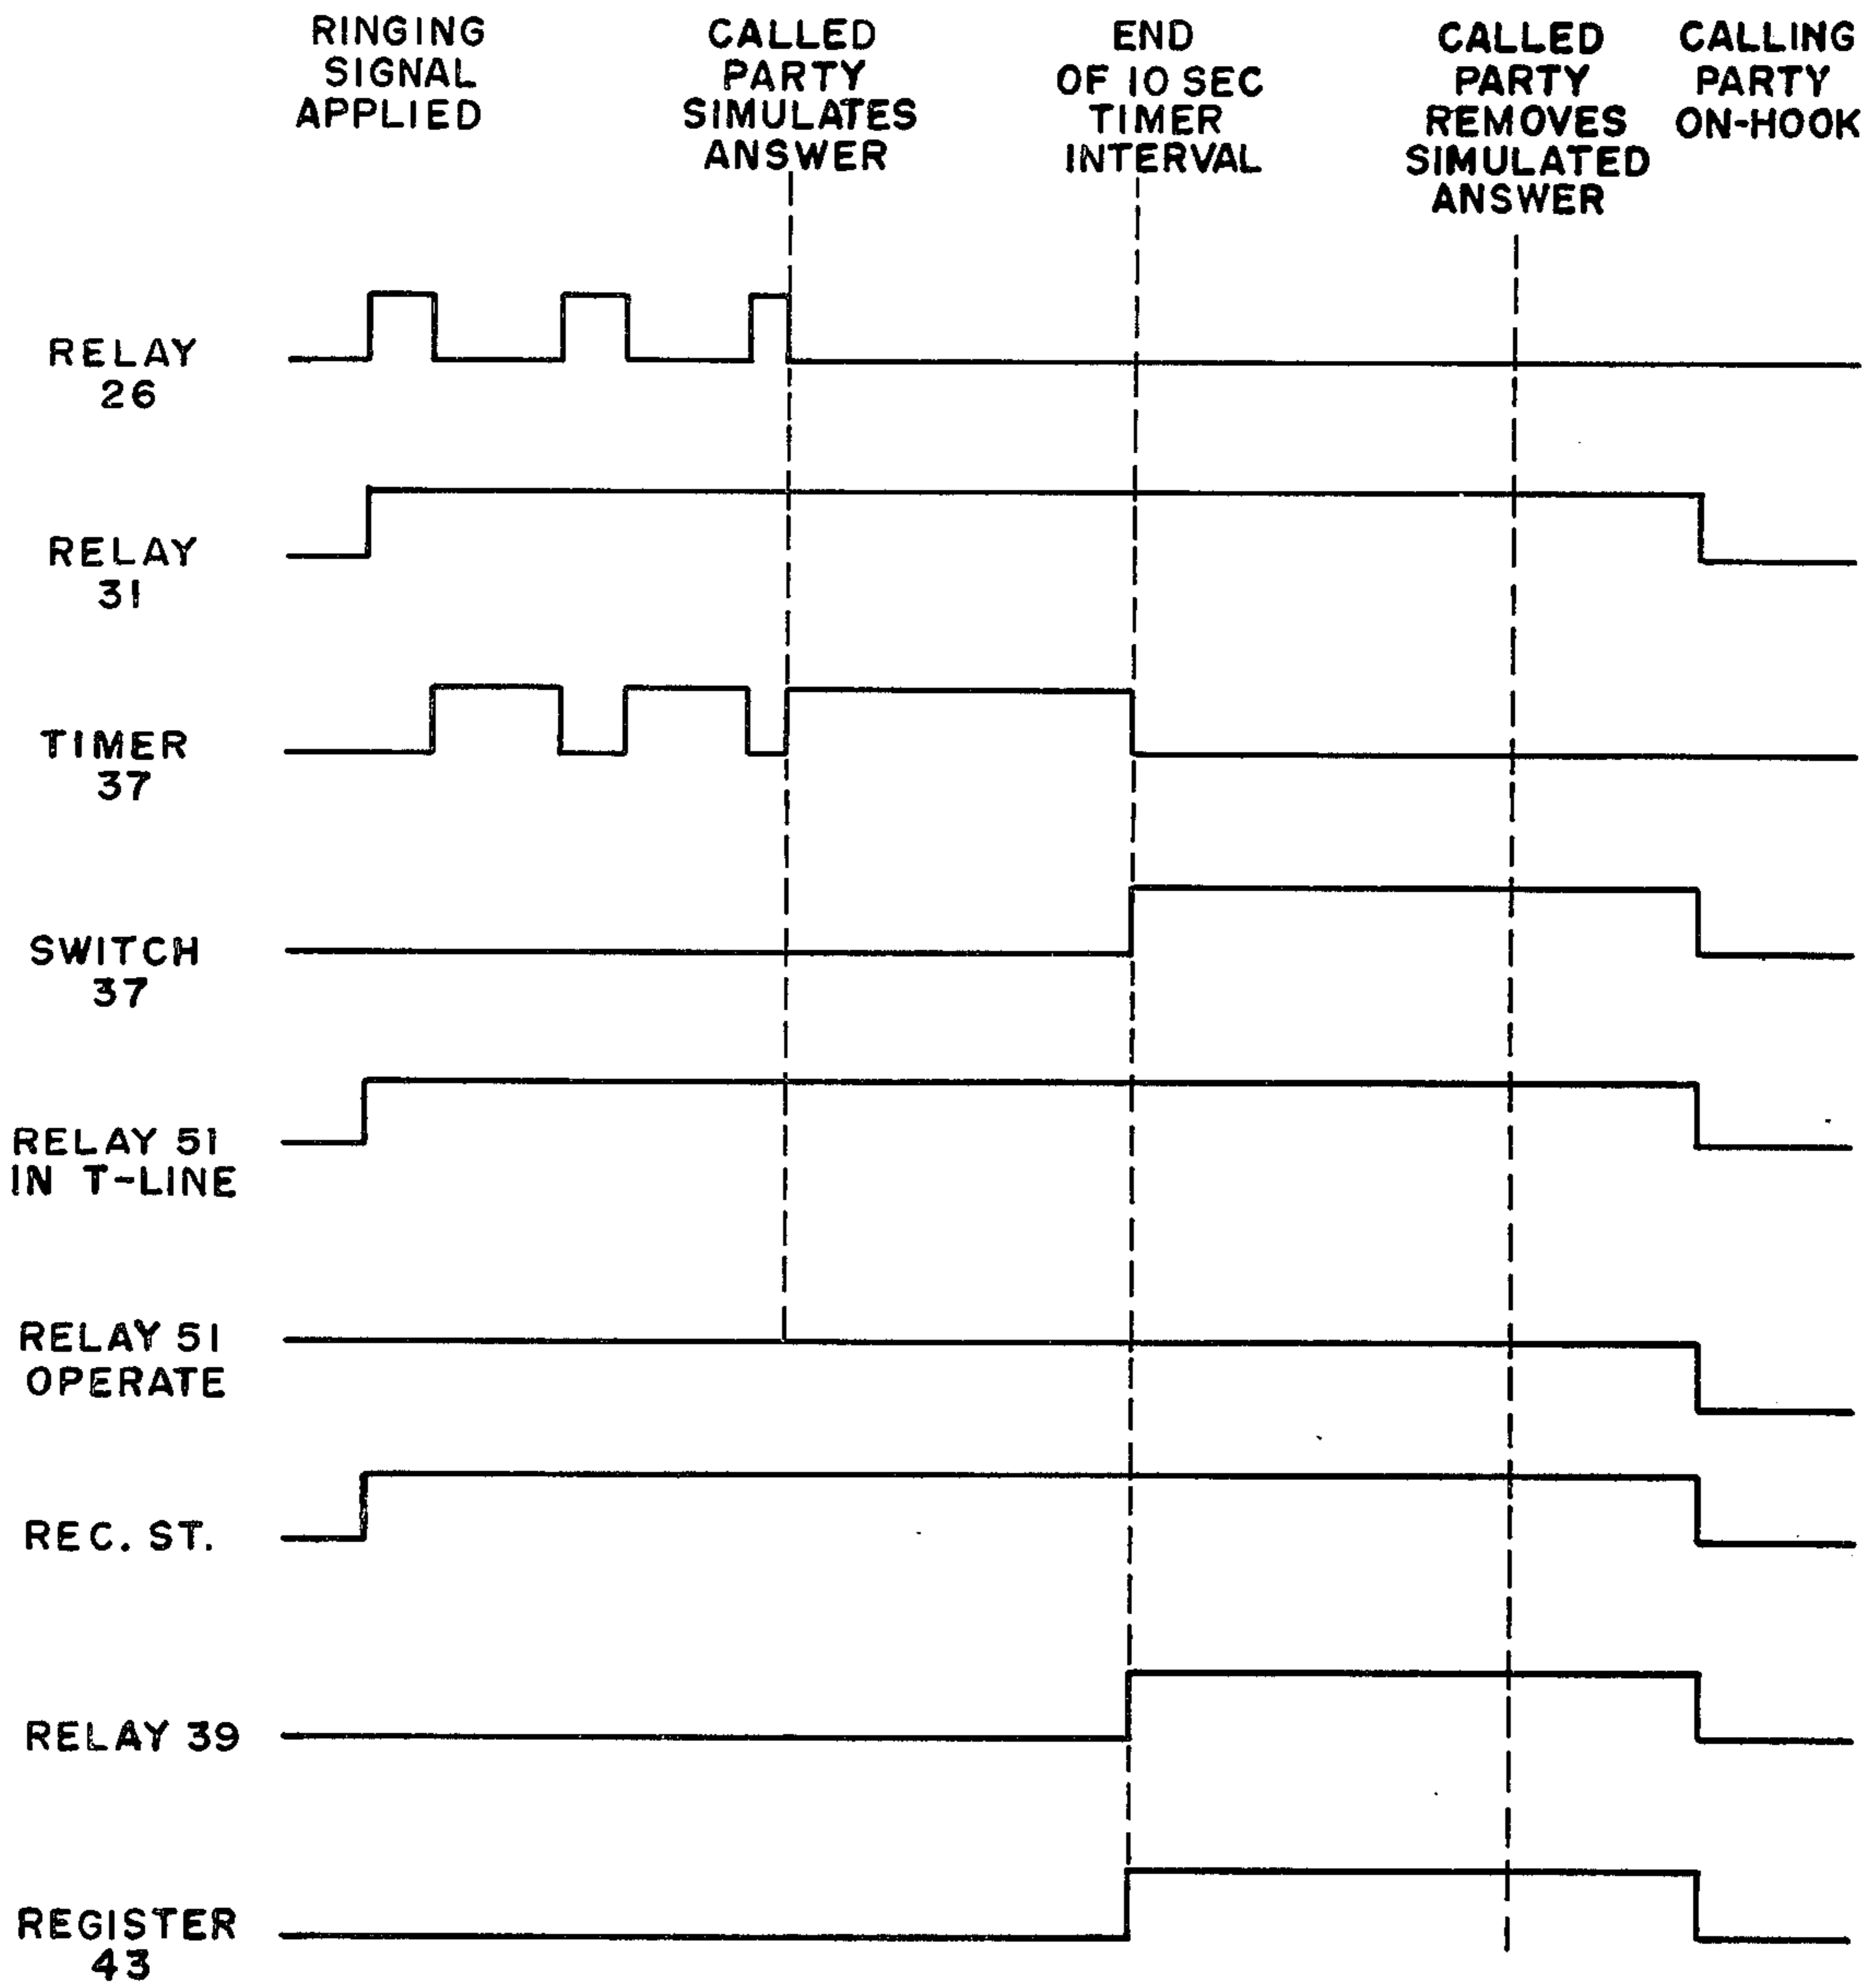 RINGING
SIGNAL
APPLIED
CALLED
PARTY
SIMULATES
ANSWER
END
OF 10 SEC
TIMER
INTERVAL
CALLED
PARTY
REMOVES
SIMULATED
ANSWER
CALLING
PARTY
ON-HOOK
RELAY
26
RELAY
31
TIMER
37
SWITCH
37
RELAY 51
IN T-LINE
RELAY 51
OPERATE
REC. ST.
RELAY 39
REGISTER
43